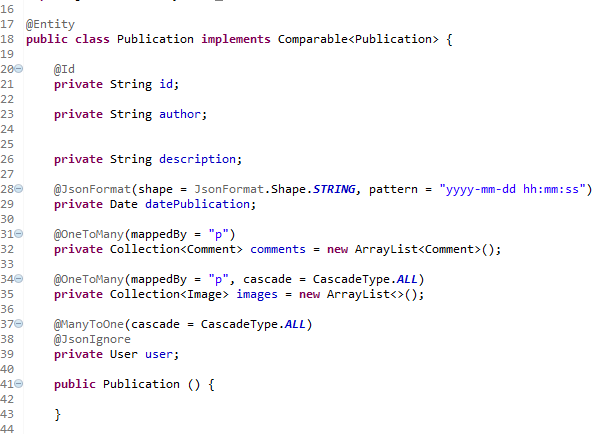 16
17 @Entity
18 public class Publication implements Comparable<Publication> {
19
20 @Id
21 private String id;
22
23 private String author;
24
25
26 private String description;
27
28 @JsonFormat(shape = JsonFormat.Shape.STRING, pattern = "yyyy-mm-dd hh:mm:ss")
29 private Date datePublication;
30
31 @OneToMany(mappedBy = "p")
32 private Collection<Comment> comments = new ArrayList<Comment>();
33
34 @OneToMany(mappedBy = "p", cascade = CascadeType.ALL)
35 private Collection<Image> images = new ArrayList<>();
36
37 @ManyToOne(cascade = CascadeType.ALL)
38 @JsonIgnore
39 private User user;
40
41 public Publication () {
42
43 }
44